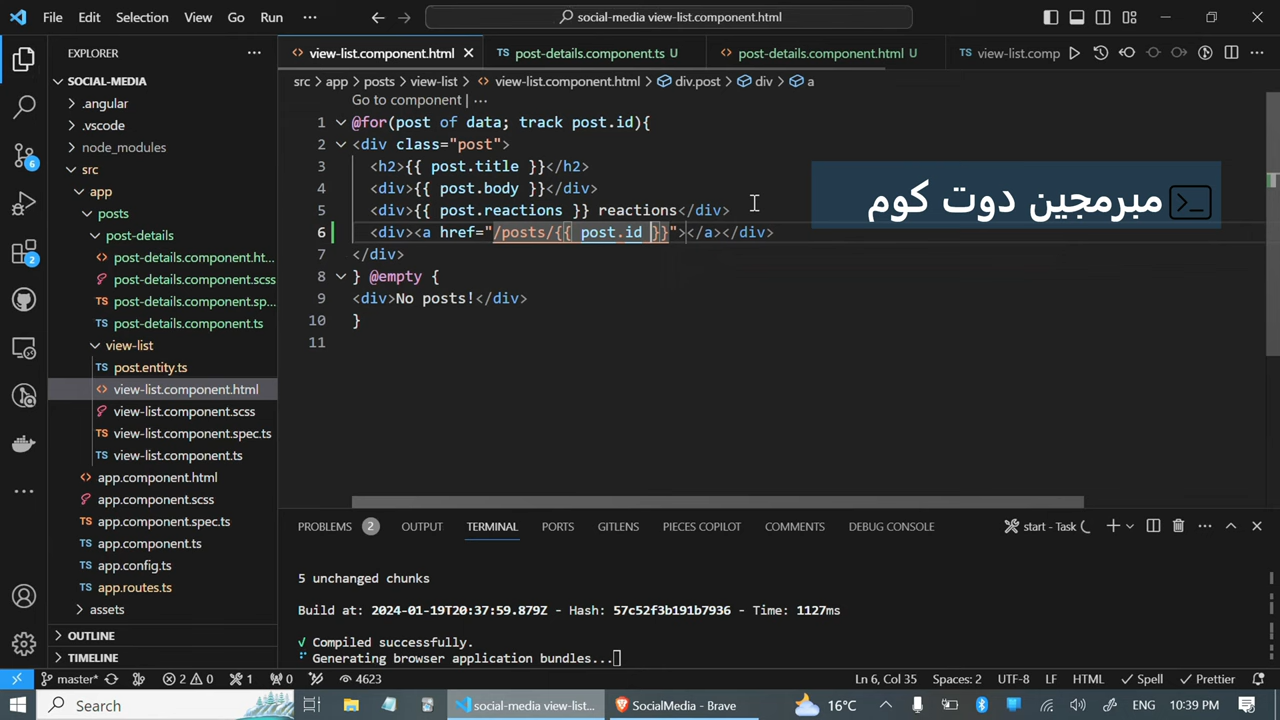 File Edit Selection View Go Run ··· social-media view-list.component.html
EXPLORER ···
SOCIAL-MEDIA
.angular
.vscode
node_modules
src
app
posts
post-details
post-details.component.ht...
post-details.component.scss
post-details.component.sp...
post-details.component.ts
view-list
TS post.entity.ts
view-list.component.html
view-list.component.scss
TS view-list.component.spec.ts
TS view-list.component.ts
app.component.html
app.component.scss
TS app.component.spec.ts
TS app.component.ts
TS app.config.ts
TS app.routes.ts
assets
OUTLINE
TIMELINE
6
view-list.component.html TS post-details.component.ts U post-details.component.html U TS view-list.comp
src > app > posts > view-list > view-list.component.html > div.post > div > a
Go to component | ···
1 @for(post of data; track post.id){
2 <div class="post">
3 <h2>{{ post.title }}</h2>
4 <div>{{ post.body }}</div>
5 <div>{{ post.reactions }} reactions</div>
6 <div><a href="/posts/{{ post.id }}"></a></div>
7 </div>
8 } @empty {
9 <div>No posts!</div>
10 }
11
مبرمجين دوت كوم
PROBLEMS 2 OUTPUT TERMINAL PORTS GITLENS PIECES COPILOT COMMENTS DEBUG CONSOLE start - Task
5 unchanged chunks
Build at: 2024-01-19T20:37:59.879Z - Hash: 57c52f3b191b7936 - Time: 1127ms
√ Compiled successfully.
Generating browser application bundles...
master* 2 0 1 0 4623 Ln 6, Col 35 Spaces: 2 UTF-8 LF HTML Spell Prettier
Search social-media view-list... SocialMedia - Brave 16°C ENG 10:39 PM